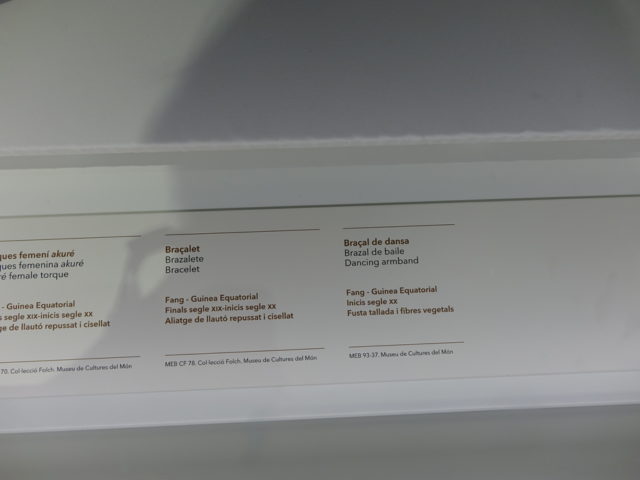 ques femení akuré
ques femenina akuré
ré female torque
- Guinea Equatorial
s segle XIX-inicis segle XX
ge de llautó repussat i cisellat
70. Col·lecció Folch. Museu de Cultures del Món
Braçalet
Brazalete
Bracelet
Fang - Guinea Equatorial
Finals segle XIX-inicis segle XX
Aliatge de llautó repussat i cisellat
MEB CF 78. Col·lecció Folch. Museu de Cultures del Món
Braçal de dansa
Brazal de baile
Dancing armband
Fang - Guinea Equatorial
Inicis segle XX
Fusta tallada i fibres vegetals
MEB 93-37. Museu de Cultures del Món